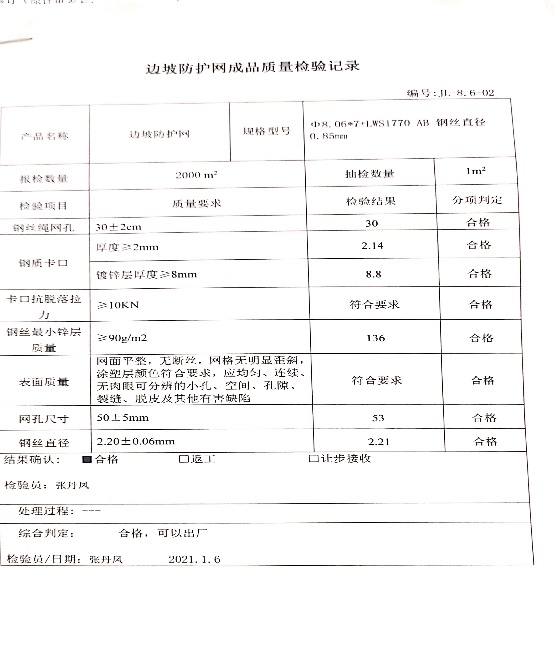 边坡防护网成品质量检验记录
编号:JL 8.6-02
产品名称 边坡防护网 规格型号 Φ8.06*7+LWS1770 AB 钢丝直径
0.85mm
报检数量 2000 m² 抽检数量 1m²
检验项目 质量要求 检验结果 分项判定
钢丝绳网孔 30±2cm 30 合格
钢质卡口 厚度≥2mm 2.14 合格
镀锌层厚度≥8mm 8.8 合格
卡口抗脱落拉
力 ≥10KN 符合要求 合格
钢丝最小锌层
质量 ≥90g/m2 136 合格
表面质量 网面平整，无断丝，网格无明显歪斜，
涂塑层颜色符合要求，应均匀、连续、
无肉眼可分辨的小孔、空间、孔隙、
裂缝、脱皮及其他有害缺陷 符合要求 合格
网孔尺寸 50±5mm 53 合格
钢丝直径 2.20±0.06mm 2.21 合格
结果确认： ■合格 □返工 □让步接收
检验员：张丹凤
处理过程：---
综合判定： 合格，可以出厂
检验员/日期：张丹凤 2021.1.6